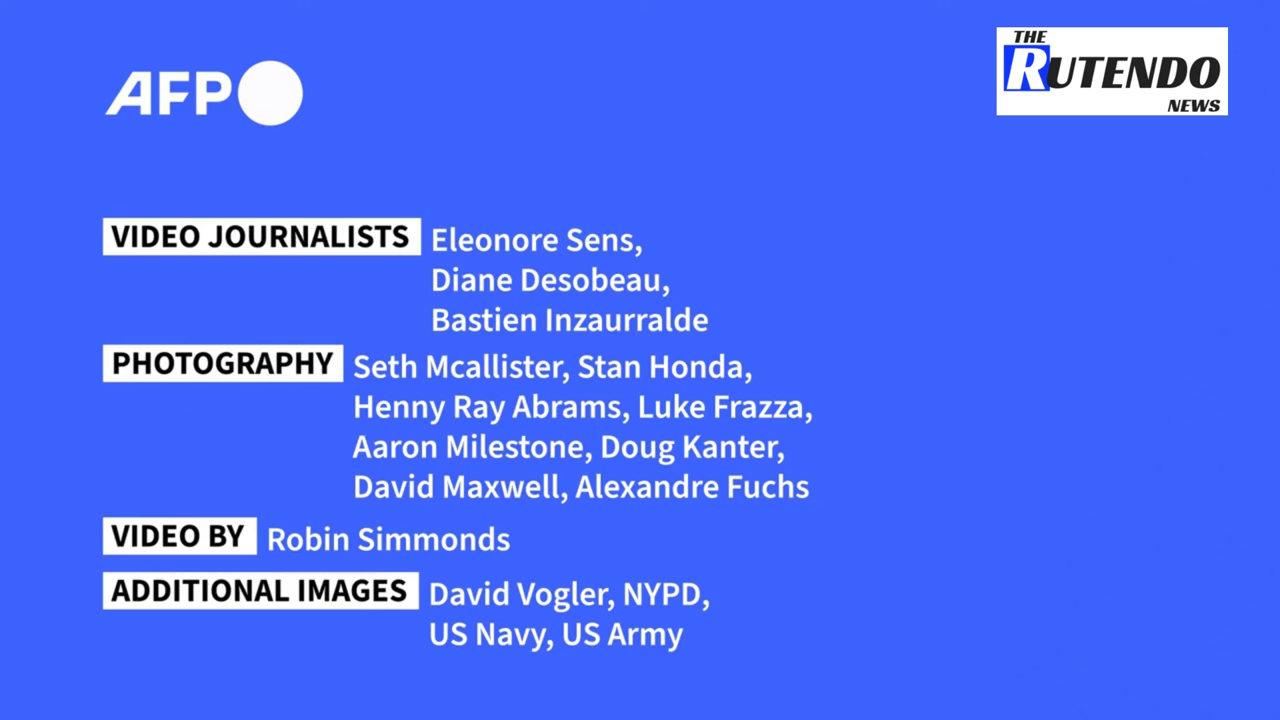 AFP
THE
RUTENDO
NEWS
VIDEO JOURNALISTS Eleonore Sens,
Diane Desobeau,
Bastien Inzaurralde
PHOTOGRAPHY Seth Mcallister, Stan Honda,
Henny Ray Abrams, Luke Frazza,
Aaron Milestone, Doug Kanter,
David Maxwell, Alexandre Fuchs
VIDEO BY Robin Simmonds
ADDITIONAL IMAGES David Vogler, NYPD,
US Navy, US Army